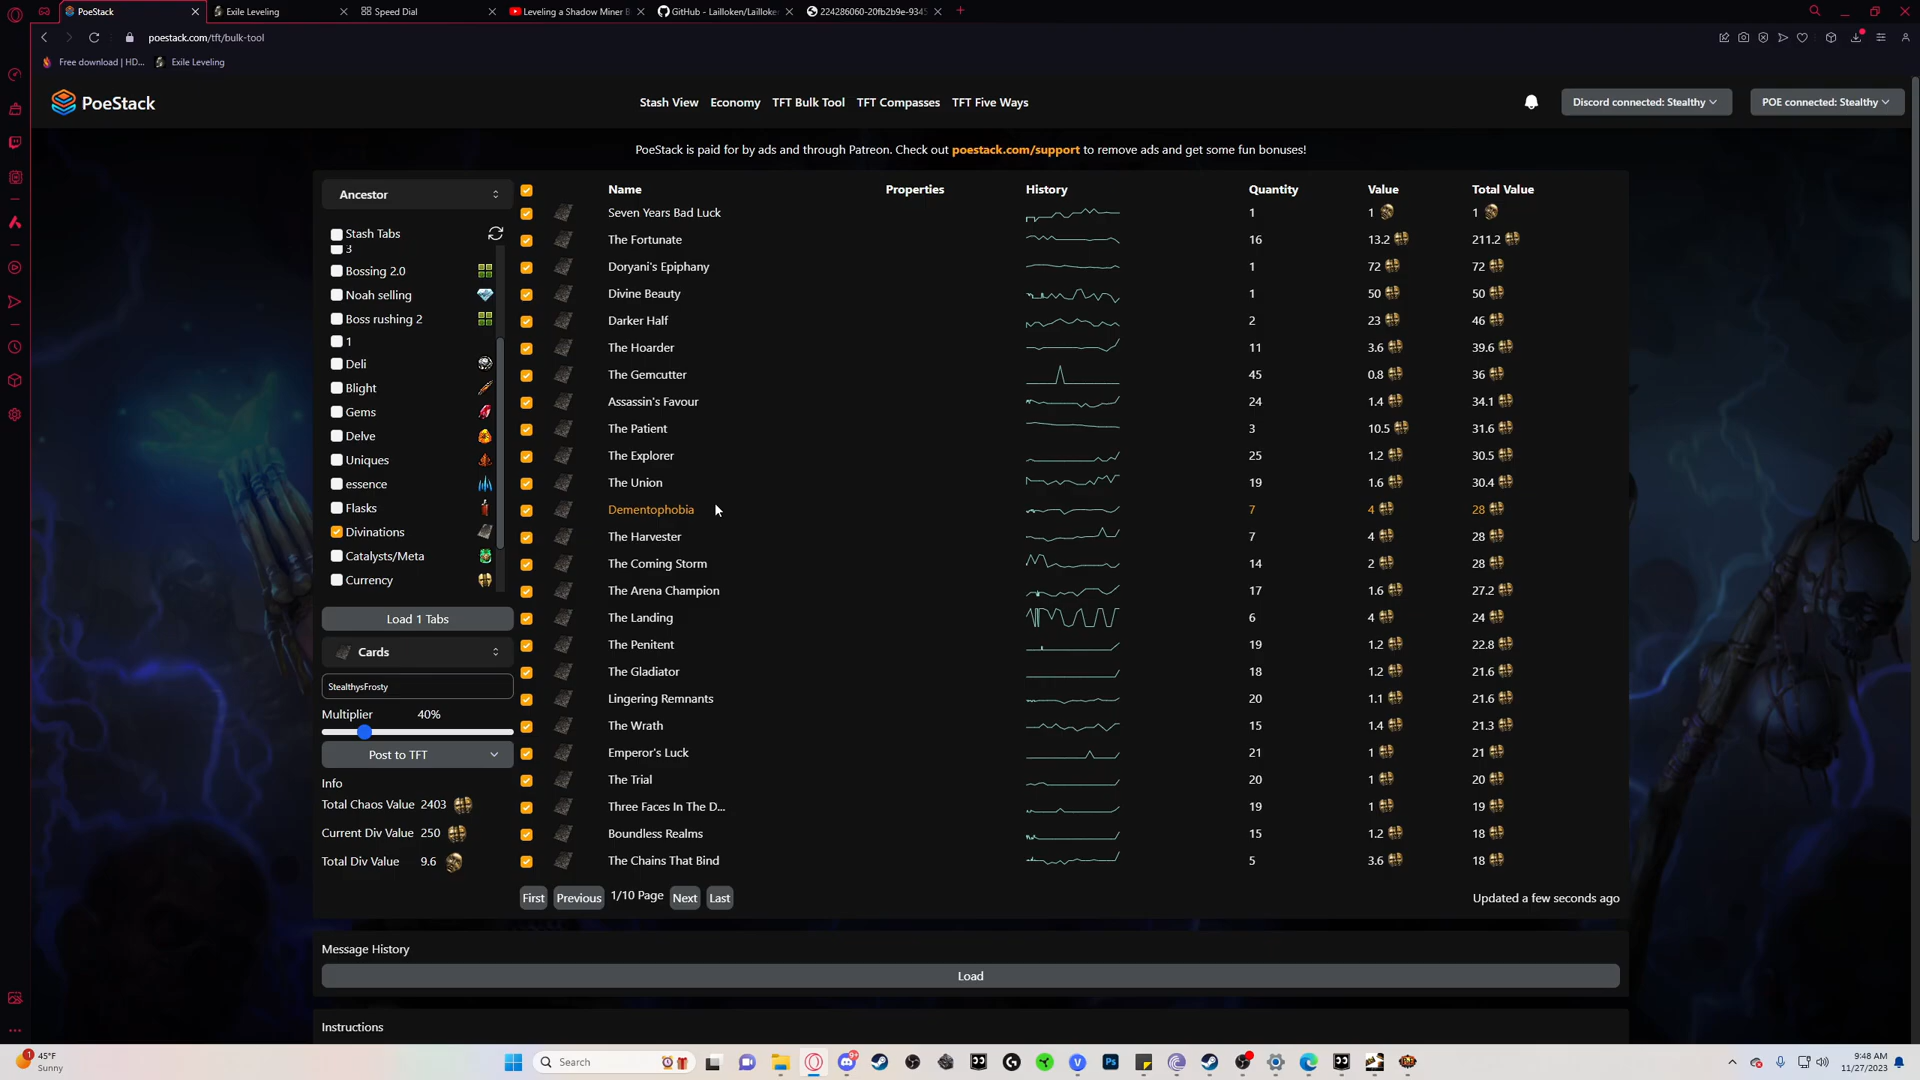 PoeStack
Exile Leveling
Speed Dial
Leveling a Shadow Miner B
GitHub - Lailloken/Lailloke
224286060-20fb2b9e-9345
poestack.com/tft/bulk-tool
Free download | HD...
Exile Leveling
PoeStack
Stash View
Economy
TFT Bulk Tool
TFT Compasses
TFT Five Ways
Discord connected: Stealthy
POE connected: Stealthy
PoeStack is paid for by ads and through Patreon. Check out poestack.com/support to remove ads and get some fun bonuses!
Ancestor
Stash Tabs
3
Bossing 2.0
Noah selling
Boss rushing 2
1
Deli
Blight
Gems
Delve
Uniques
essence
Flasks
Divinations
Catalysts/Meta
Currency
Load 1 Tabs
Cards
StealthysFrosty
Multiplier 40%
Post to TFT
Info
Total Chaos Value 2403
Current Div Value 250
Total Div Value 9.6
Name Properties History Quantity Value Total Value
Seven Years Bad Luck 1 1 1
The Fortunate 16 13.2 211.2
Doryani's Epiphany 1 72 72
Divine Beauty 1 50 50
Darker Half 2 23 46
The Hoarder 11 3.6 39.6
The Gemcutter 45 0.8 36
Assassin's Favour 24 1.4 34.1
The Patient 3 10.5 31.6
The Explorer 25 1.2 30.5
The Union 19 1.6 30.4
Dementophobia 7 4 28
The Harvester 7 4 28
The Coming Storm 14 2 28
The Arena Champion 17 1.6 27.2
The Landing 6 4 24
The Penitent 19 1.2 22.8
The Gladiator 18 1.2 21.6
Lingering Remnants 20 1.1 21.6
The Wrath 15 1.4 21.3
Emperor's Luck 21 1 21
The Trial 20 1 20
Three Faces In The D... 19 1 19
Boundless Realms 15 1.2 18
The Chains That Bind 5 3.6 18
First Previous 1/10 Page Next Last
Updated a few seconds ago
Message History
Load
Instructions
1
45°F
Sunny
Search
9:48 AM
11/27/2023